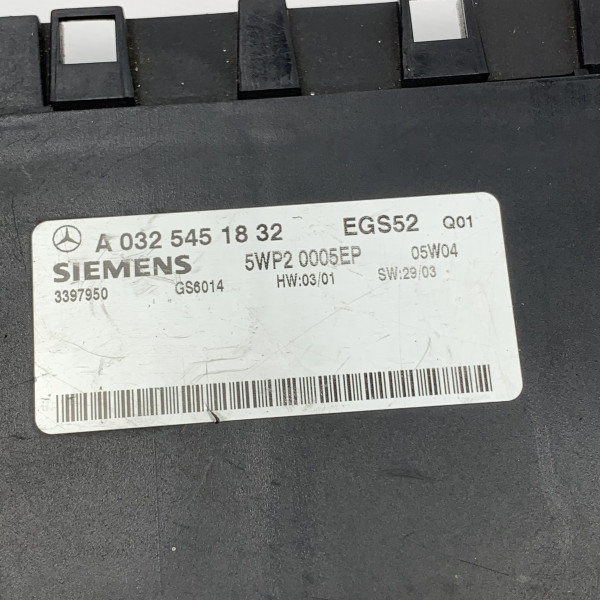 A 032 545 18 32 EGS52 Q01
SIEMENS 5WP2 0005EP 05W04
3397950 GS6014 HW:03/01 SW:29/03